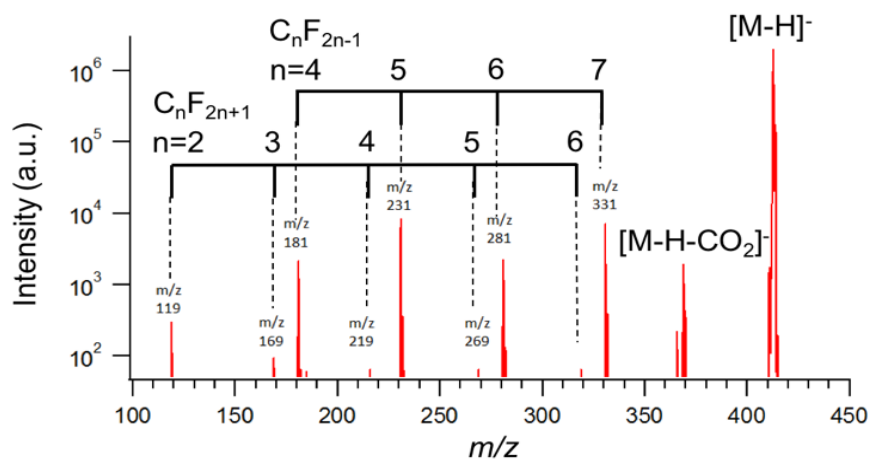 CₙF₂ₙ₋₁
n=4 5 6 7
[M-H]⁻
CₙF₂ₙ₊₁
n=2 3 4 5 6
m/z
181
m/z
231
m/z
281
m/z
331
[M-H-CO₂]⁻
m/z
119
m/z
169
m/z
219
m/z
269
Intensity (a.u.)
10⁶
10⁵
10⁴
10³
10²
100 150 200 250 300 350 400 450
m/z